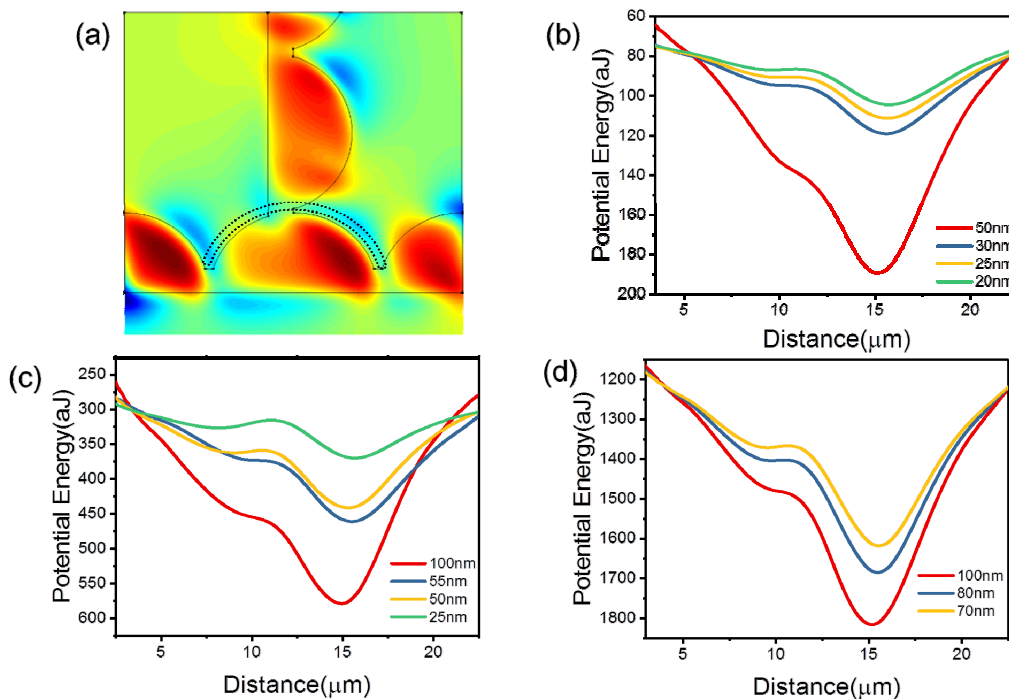 (a)
(b)
60
80
100
120
140
160
180
200
Potential Energy(aJ)
50nm
30nm
25nm
20nm
5
10
15
20
Distance(μm)
(c)
250
300
350
400
450
500
550
600
Potential Energy(aJ)
100nm
55nm
50nm
25nm
5
10
15
20
Distance(μm)
(d)
1200
1300
1400
1500
1600
1700
1800
Potential Energy(aJ)
100nm
80nm
70nm
5
10
15
20
Distance(μm)